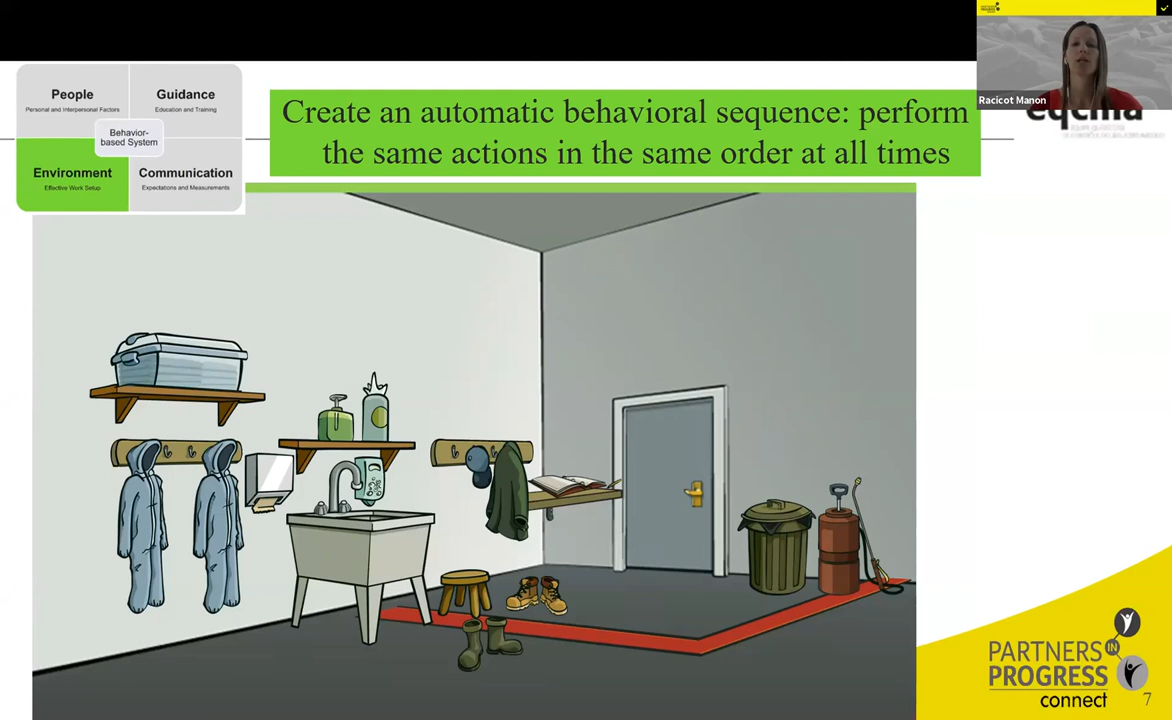 Racicot Manon
People
Personal and Interpersonal Factors
Guidance
Education and Training
Behavior-
based System
Environment
Effective Work Setup
Communication
Expectations and Measurements
Create an automatic behavioral sequence: perform
the same actions in the same order at all times
eqcma
PARTNERS
IN
PROGRESS
connect
7